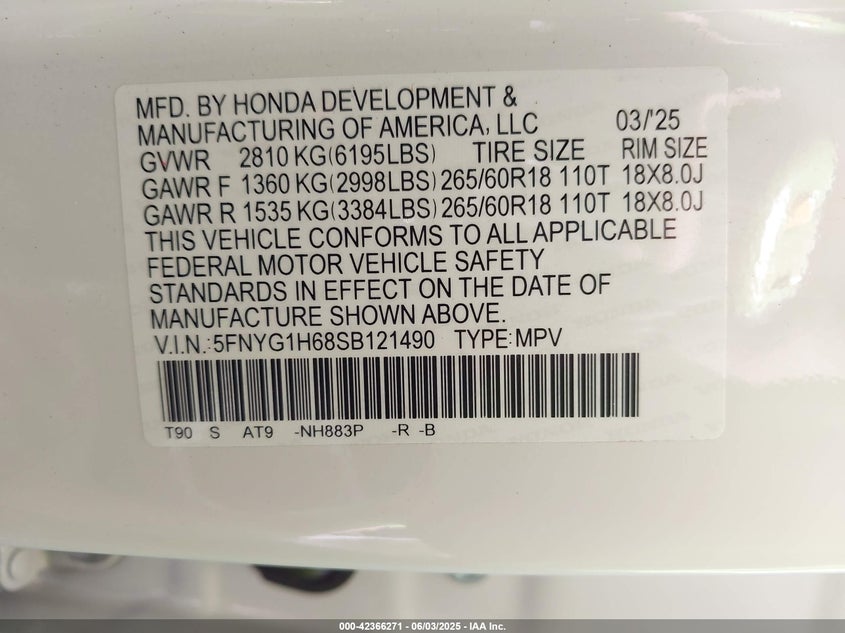 MFD. BY HONDA DEVELOPMENT &
MANUFACTURING OF AMERICA, LLC 03/'25
GVWR 2810 KG(6195LBS) TIRE SIZE RIM SIZE
GAWR F 1360 KG(2998LBS) 265/60R18 110T 18X8.0J
GAWR R 1535 KG(3384LBS) 265/60R18 110T 18X8.0J
THIS VEHICLE CONFORMS TO ALL APPLICABLE
FEDERAL MOTOR VEHICLE SAFETY
STANDARDS IN EFFECT ON THE DATE OF
MANUFACTURE SHOWN ABOVE.
V.I.N.:5FNYG1H68SB121490 TYPE:MPV
T90 S AT9 -NH883P -R -B
000-42366271 - 06/03/2025 - IAA Inc.